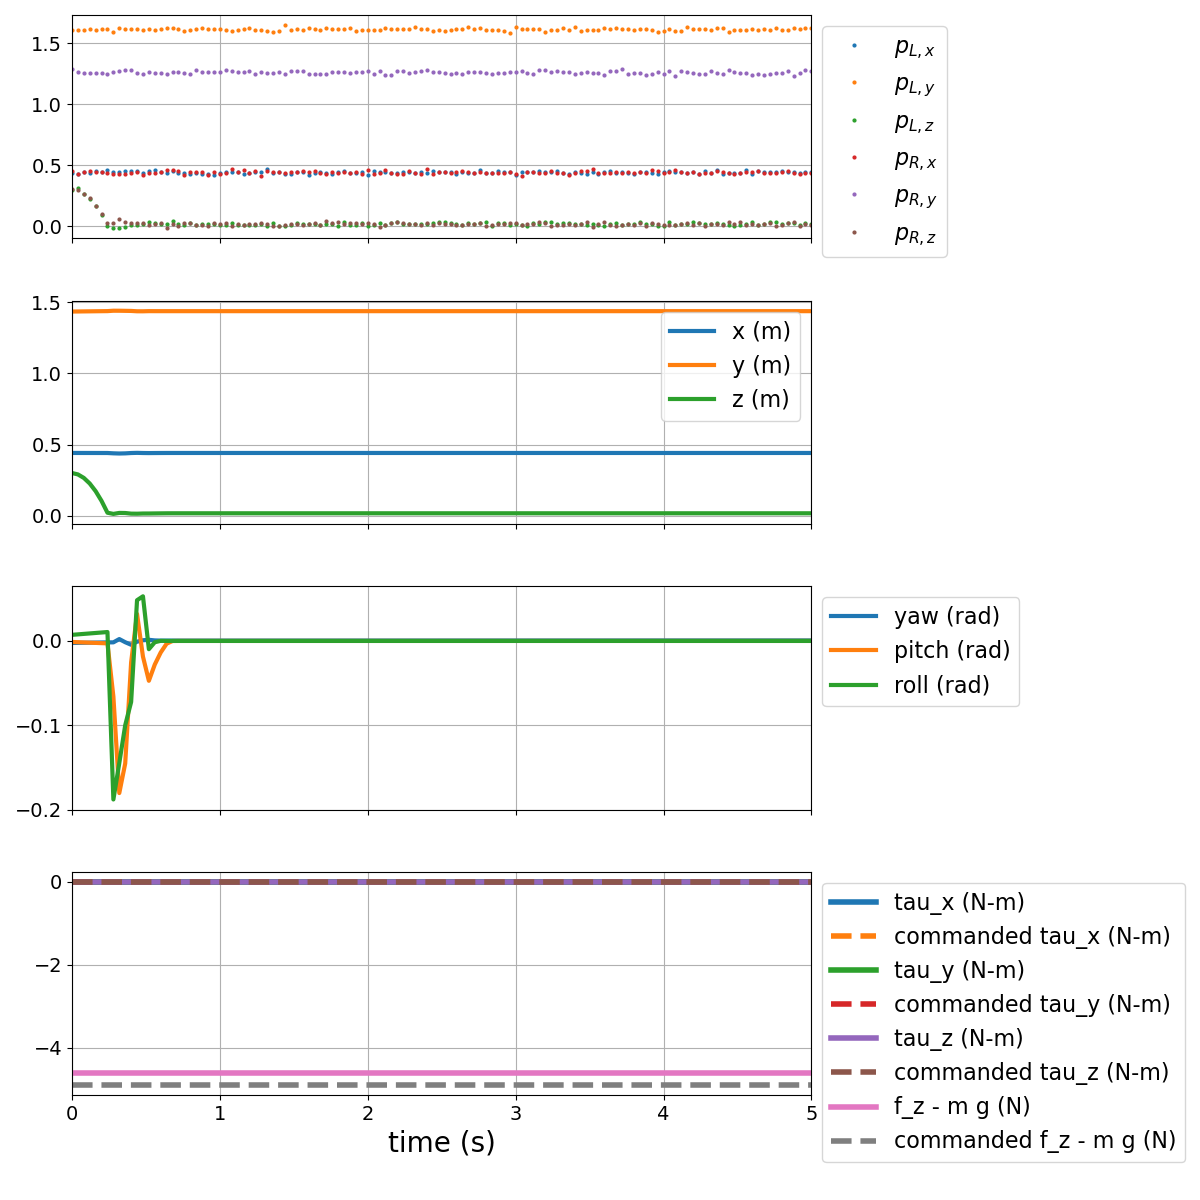 1.5
1.0
0.5
0.0
p_{L,x}
p_{L,y}
p_{L,z}
p_{R,x}
p_{R,y}
p_{R,z}
1.5
1.0
0.5
0.0
x (m)
y (m)
z (m)
0.0
−0.1
−0.2
yaw (rad)
pitch (rad)
roll (rad)
0
−2
−4
0 1 2 3 4 5
time (s)
tau_x (N-m)
commanded tau_x (N-m)
tau_y (N-m)
commanded tau_y (N-m)
tau_z (N-m)
commanded tau_z (N-m)
f_z - m g (N)
commanded f_z - m g (N)